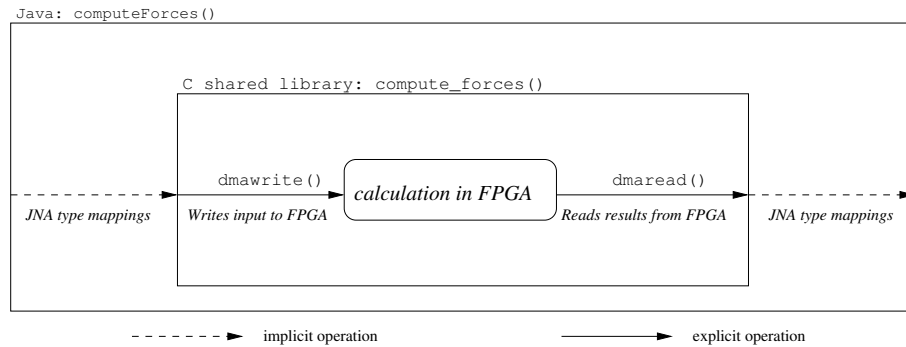 Java: computeForces()
C shared library: compute_forces()
dmawrite()
calculation in FPGA
dmaread()
JNA type mappings
Writes input to FPGA
Reads results from FPGA
JNA type mappings
implicit operation
explicit operation